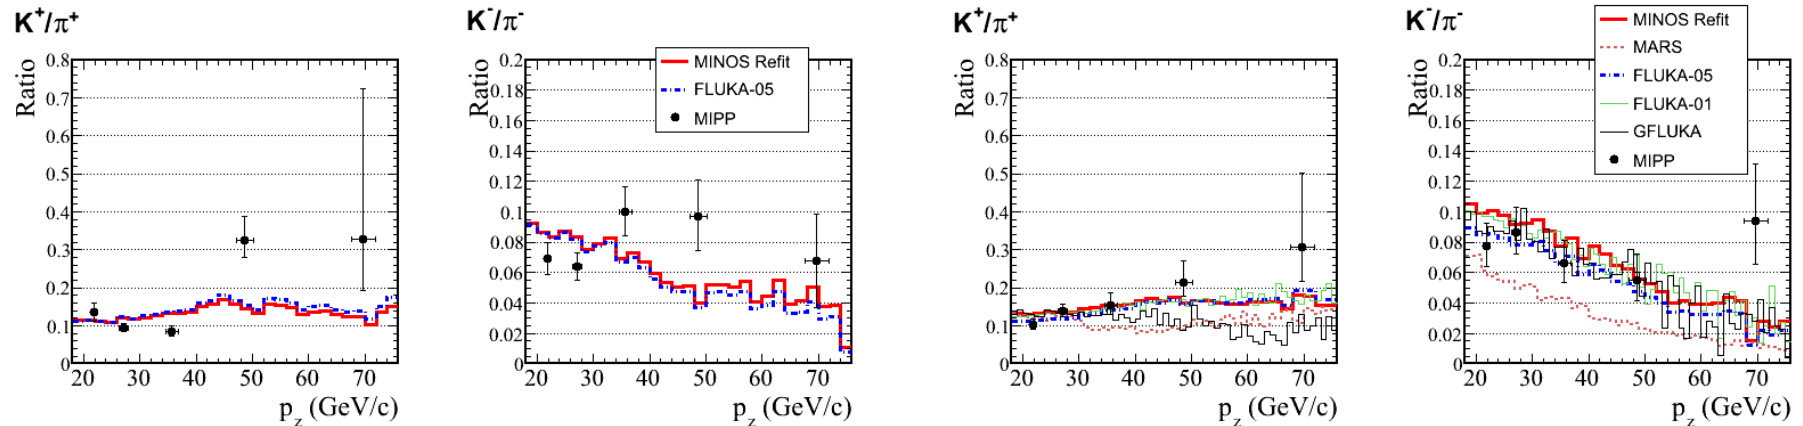 K+/π+
Ratio
0.8
0.7
0.6
0.5
0.4
0.3
0.2
0.1
0
20 30 40 50 60 70
p_z (GeV/c)
K-/π-
Ratio
0.2
0.18
0.16
0.14
0.12
0.1
0.08
0.06
0.04
0.02
0
MINOS Refit
FLUKA-05
MIPP
20 30 40 50 60 70
p_z (GeV/c)
K+/π+
Ratio
0.8
0.7
0.6
0.5
0.4
0.3
0.2
0.1
0
20 30 40 50 60 70
p_z (GeV/c)
K-/π-
Ratio
0.2
0.18
0.16
0.14
0.12
0.1
0.08
0.06
0.04
0.02
0
MINOS Refit
MARS
FLUKA-05
FLUKA-01
GFLUKA
MIPP
20 30 40 50 60 70
p_z (GeV/c)